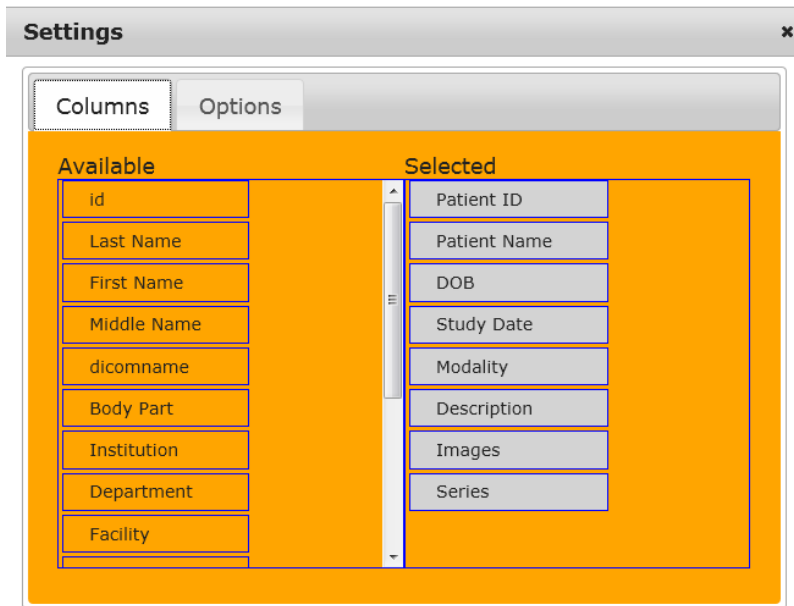 Settings
Columns Options
Available Selected
id Patient ID
Last Name Patient Name
First Name DOB
Middle Name Study Date
dicomname Modality
Body Part Description
Institution Images
Department Series
Facility